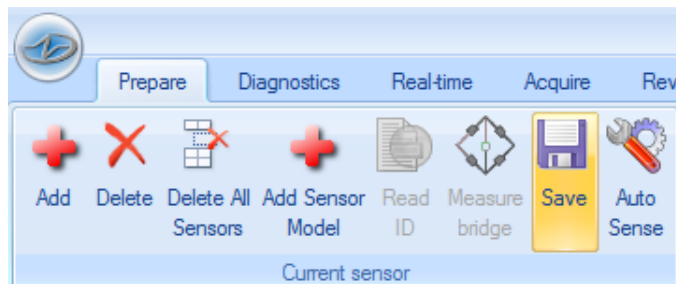 Prepare Diagnostics Real-time Acquire Rev
Add Delete Delete All Add Sensor Read Measure Save Auto
Sensors Model ID bridge Sense
Current sensor